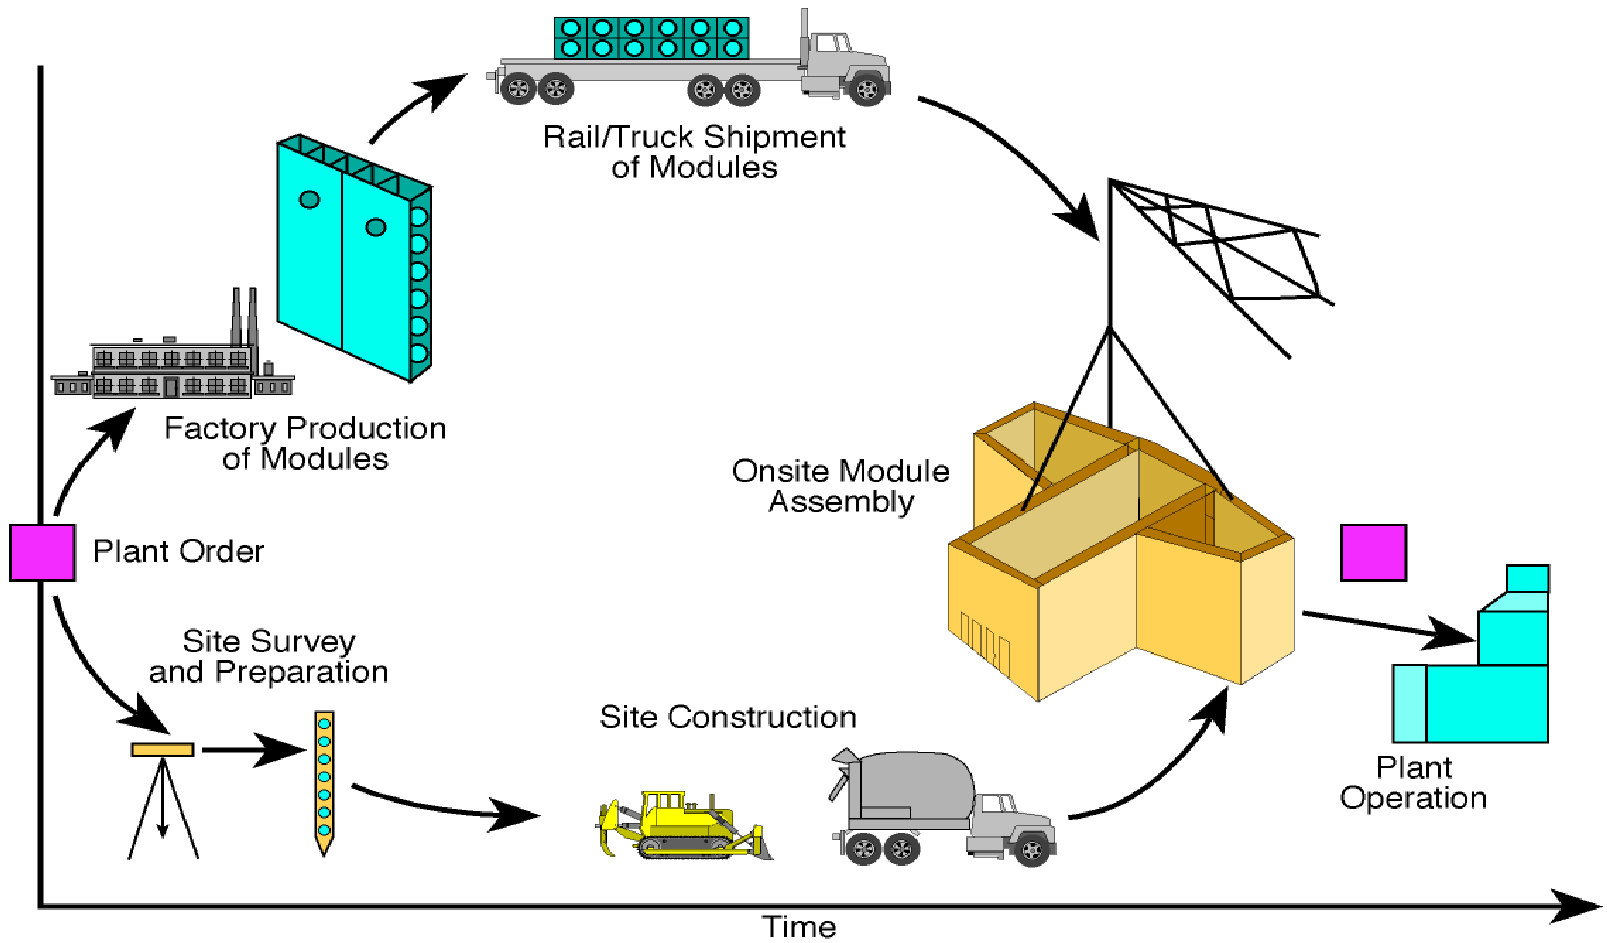 Rail/Truck Shipment
of Modules
Factory Production
of Modules
Onsite Module
Assembly
Plant Order
Site Survey
and Preparation
Site Construction
Plant
Operation
Time